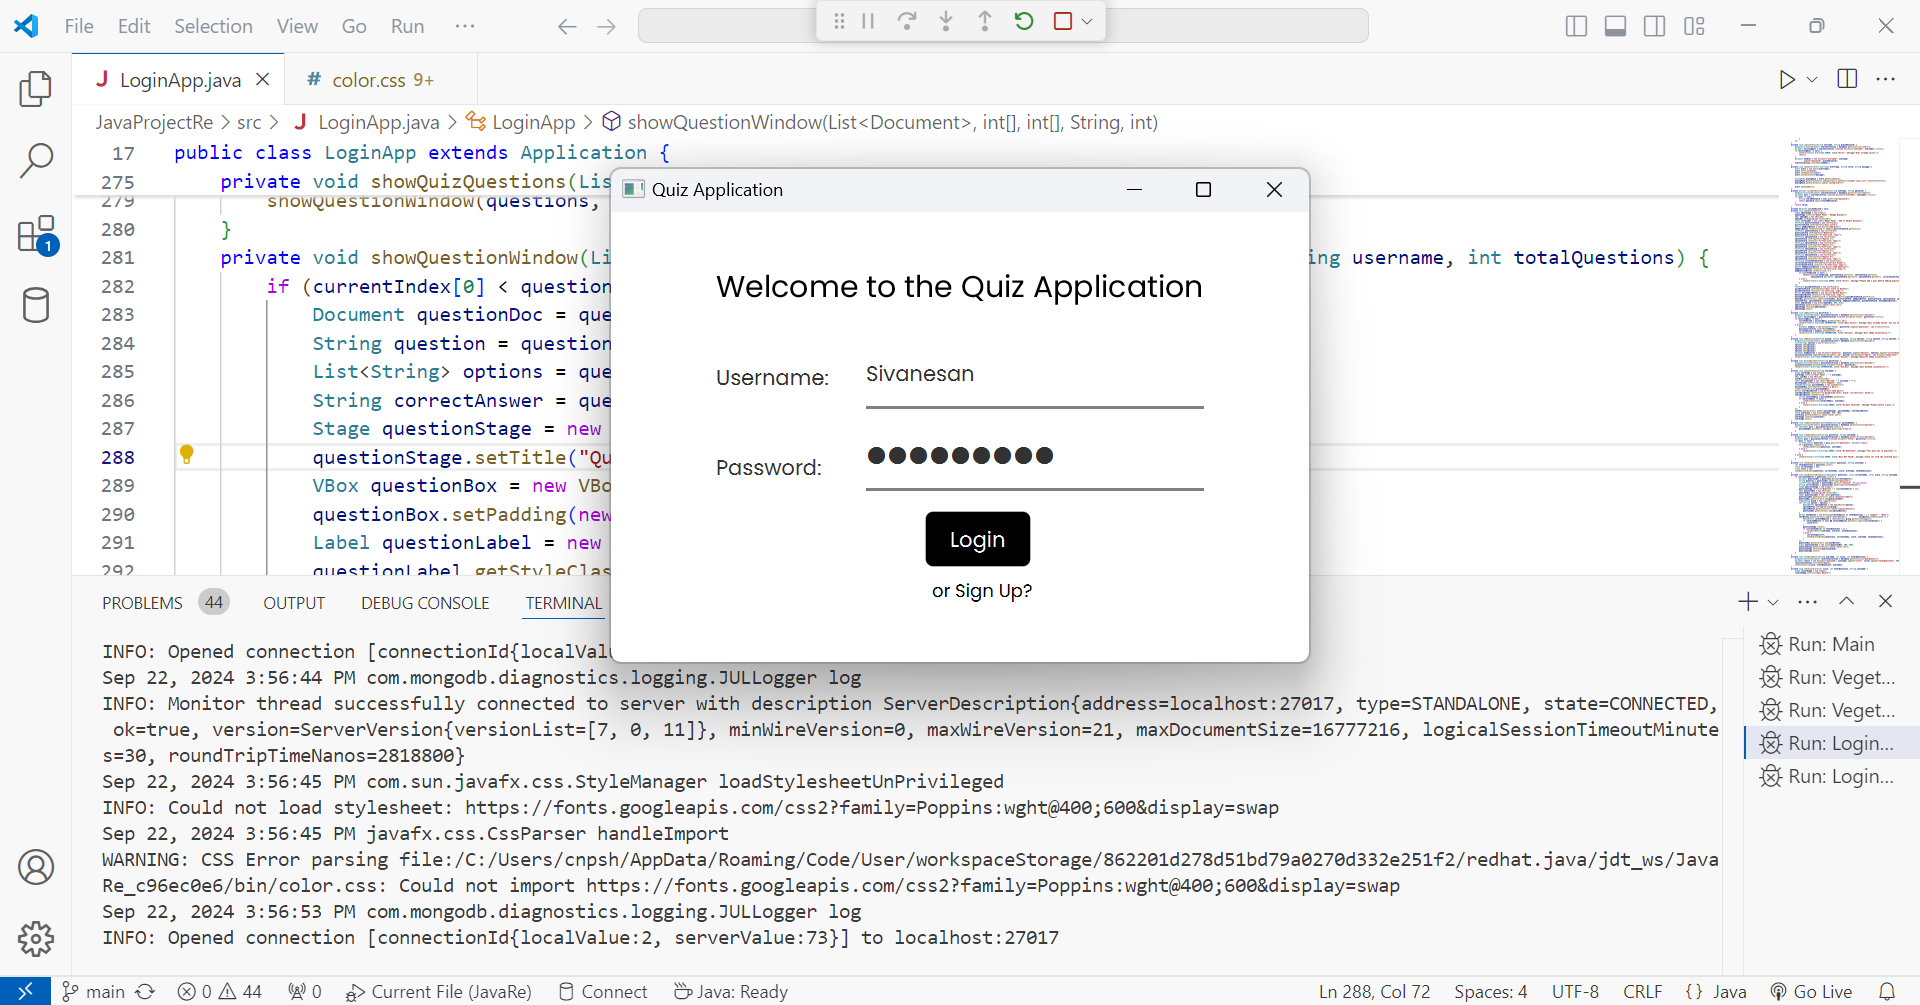 File Edit Selection View Go Run ···
LoginApp.java
color.css 9+
JavaProjectRe > src > LoginApp.java > LoginApp > showQuestionWindow(List<Document>, int[], int[], String, int)
17 public class LoginApp extends Application {
275 private void showQuizQuestions(Lis
279 showQuestionWindow(questions,
280 }
281 private void showQuestionWindow(Li ing username, int totalQuestions) {
282 if (currentIndex[0] < question
283 Document questionDoc = que
284 String question = question
285 List<String> options = que
286 String correctAnswer = que
287 Stage questionStage = new
288 questionStage.setTitle("Qu
289 VBox questionBox = new VBo
290 questionBox.setPadding(new
291 Label questionLabel = new
292 questionLabel.getStyleClas
Quiz Application
Welcome to the Quiz Application
Username: Sivanesan
Password: ●●●●●●●●●
Login
or Sign Up?
PROBLEMS 44 OUTPUT DEBUG CONSOLE TERMINAL
INFO: Opened connection [connectionId{localValu
Sep 22, 2024 3:56:44 PM com.mongodb.diagnostics.logging.JULLogger log
INFO: Monitor thread successfully connected to server with description ServerDescription{address=localhost:27017, type=STANDALONE, state=CONNECTED,
ok=true, version=ServerVersion{versionList=[7, 0, 11]}, minWireVersion=0, maxWireVersion=21, maxDocumentSize=16777216, logicalSessionTimeoutMinute
s=30, roundTripTimeNanos=2818800}
Sep 22, 2024 3:56:45 PM com.sun.javafx.css.StyleManager loadStylesheetUnPrivileged
INFO: Could not load stylesheet: https://fonts.googleapis.com/css2?family=Poppins:wght@400;600&display=swap
Sep 22, 2024 3:56:45 PM javafx.css.CssParser handleImport
WARNING: CSS Error parsing file:/C:/Users/cnpsh/AppData/Roaming/Code/User/workspaceStorage/862201d278d51bd79a0270d332e251f2/redhat.java/jdt_ws/Java
Re_c96ec0e6/bin/color.css: Could not import https://fonts.googleapis.com/css2?family=Poppins:wght@400;600&display=swap
Sep 22, 2024 3:56:53 PM com.mongodb.diagnostics.logging.JULLogger log
INFO: Opened connection [connectionId{localValue:2, serverValue:73}] to localhost:27017
Run: Main
Run: Veget...
Run: Veget...
Run: Login...
Run: Login...
1
main 0 44 0 Current File (JavaRe) Connect Java: Ready Ln 288, Col 72 Spaces: 4 UTF-8 CRLF {} Java Go Live